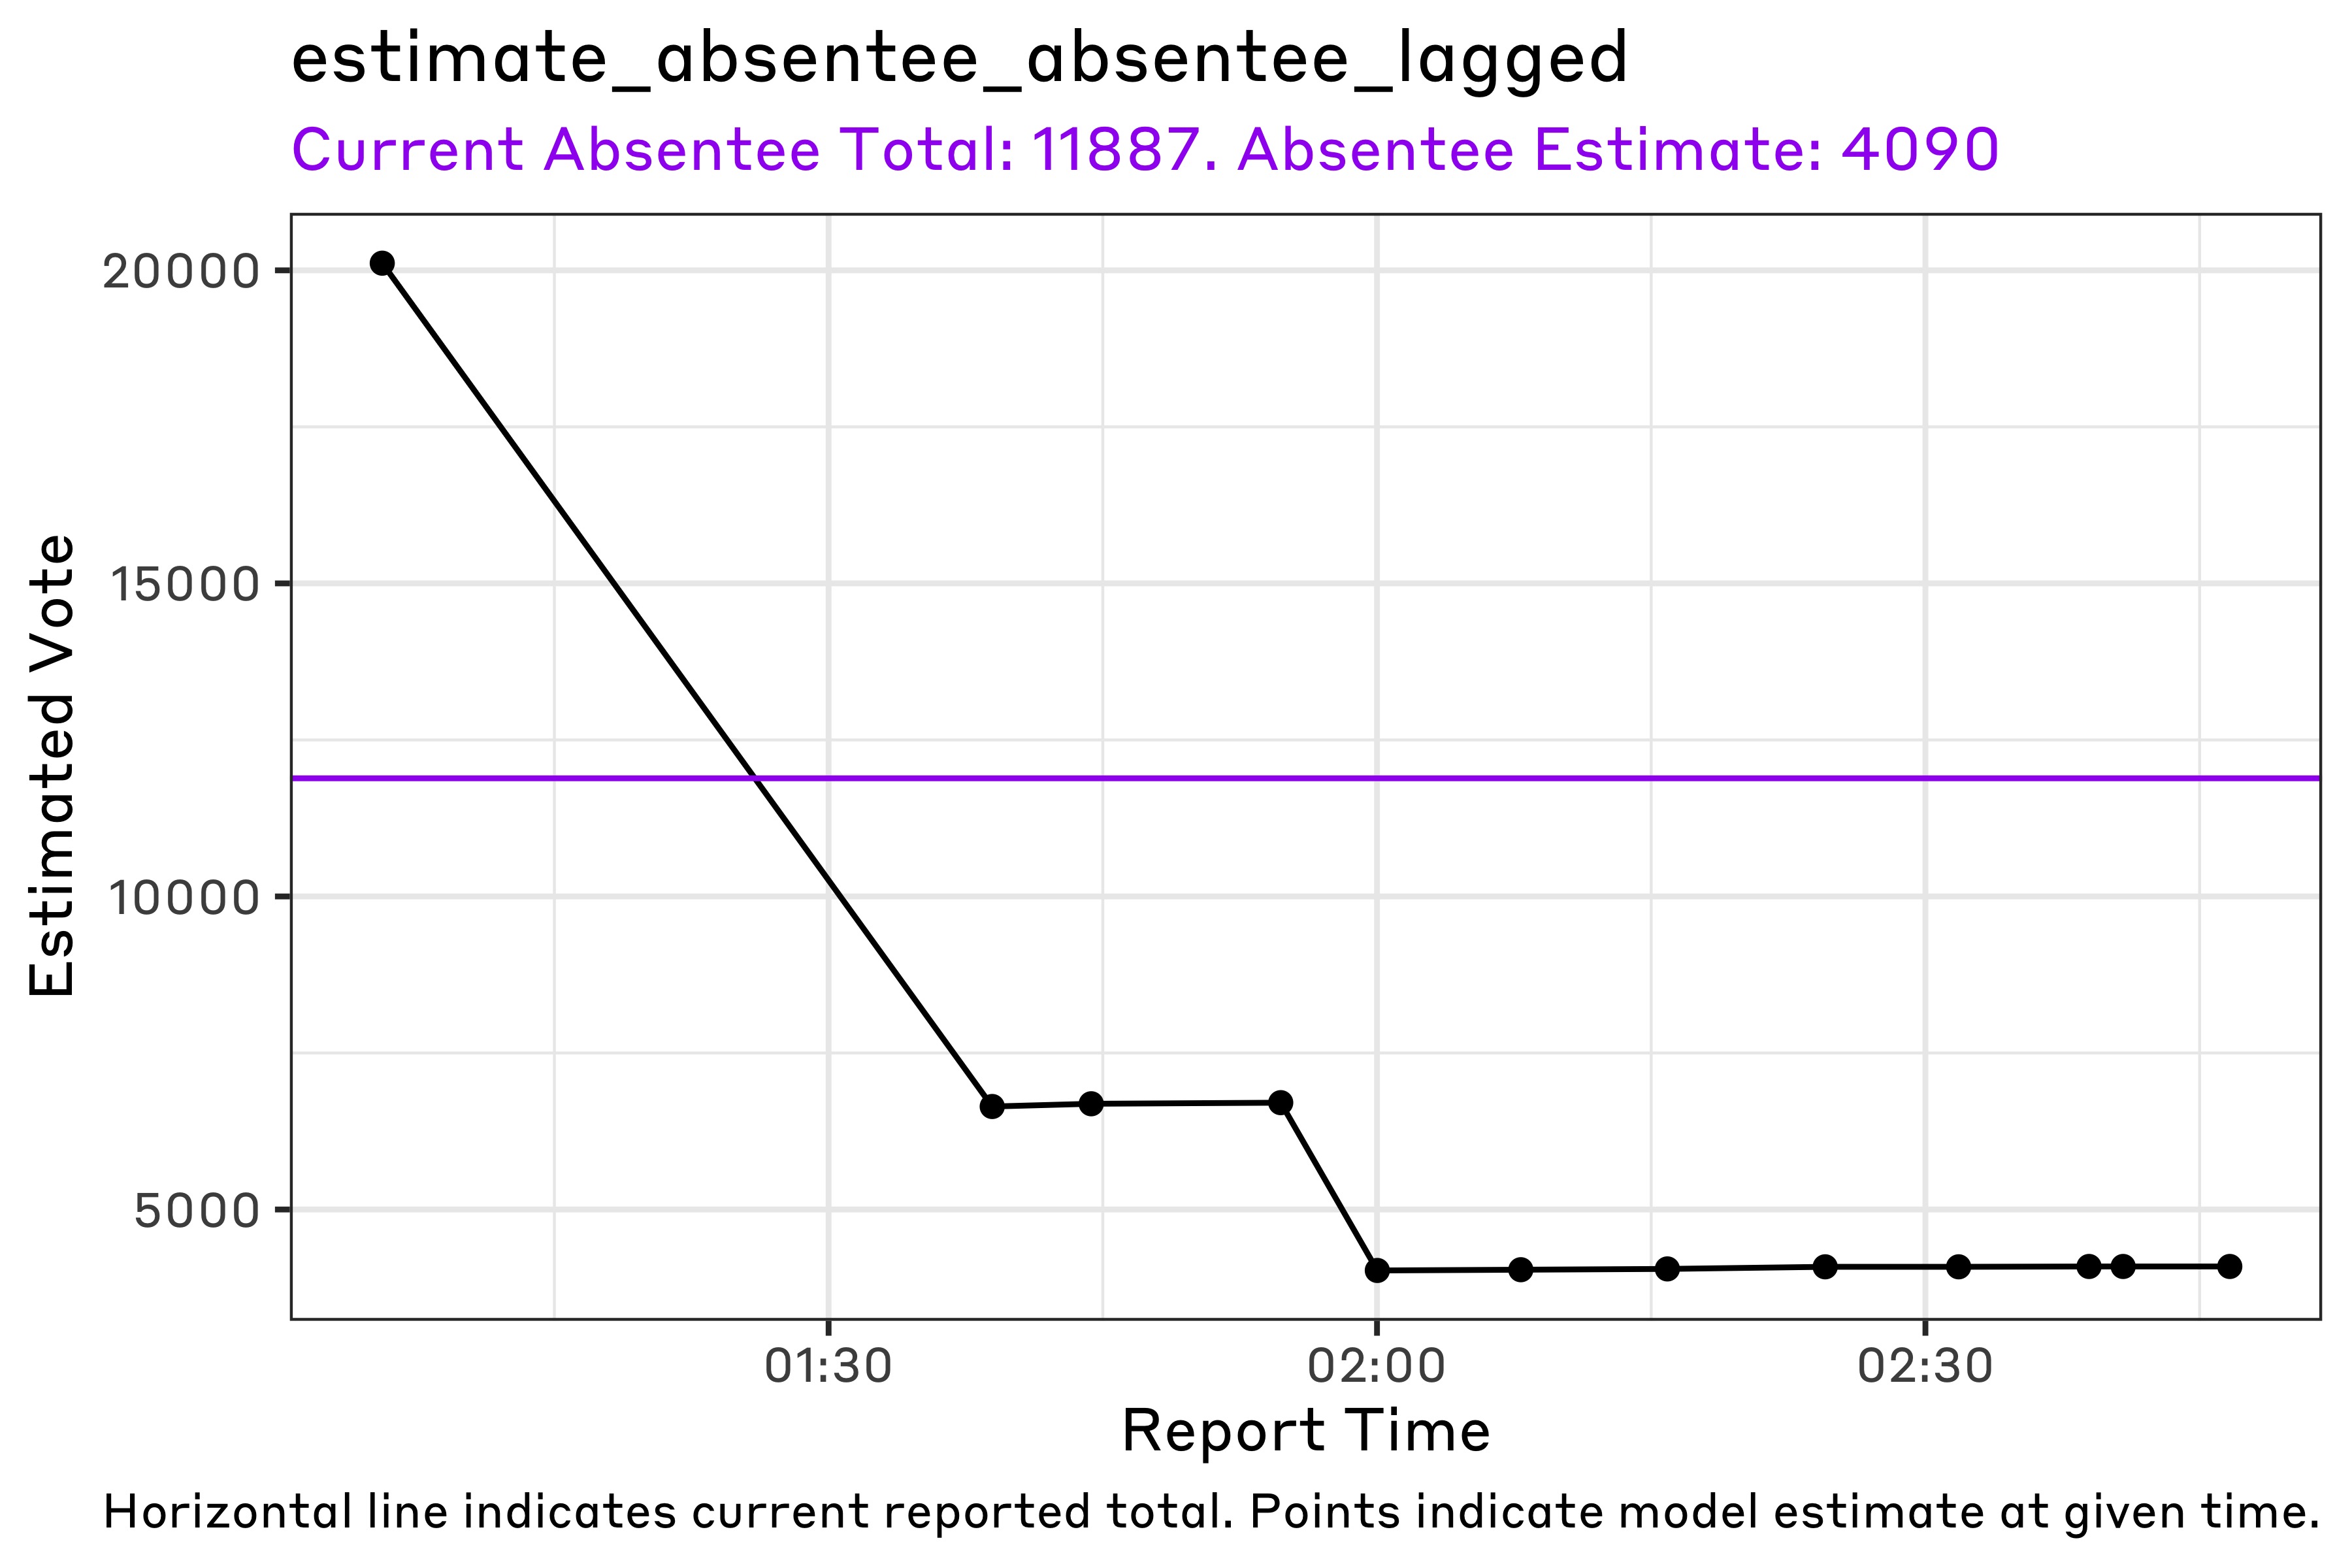 estimate_absentee_absentee_lagged
Current Absentee Total: 11887. Absentee Estimate: 4090
Estimated Vote
20000
15000
10000
5000
01:30 02:00 02:30
Report Time
Horizontal line indicates current reported total. Points indicate model estimate at given time.